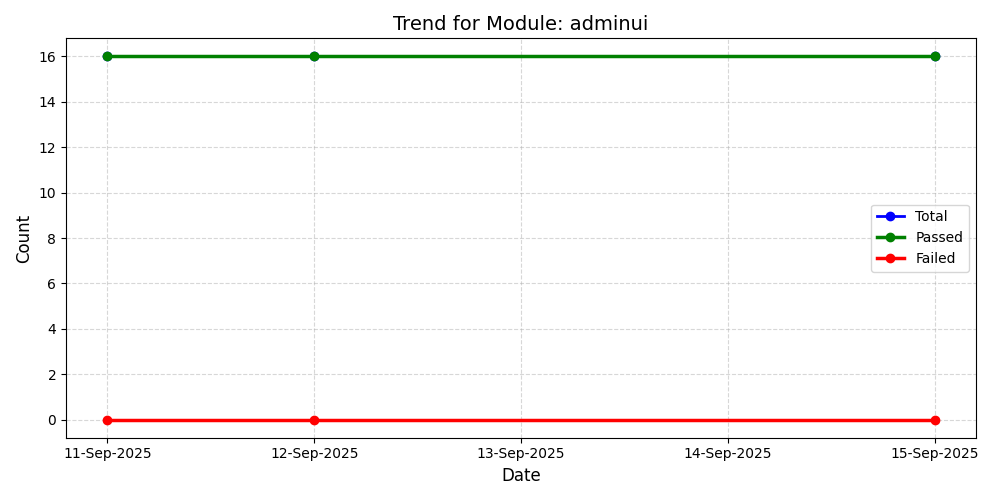 Trend for Module: adminui
Count
16
14
12
10
8
6
4
2
0
Total
Passed
Failed
11-Sep-2025
12-Sep-2025
13-Sep-2025
14-Sep-2025
15-Sep-2025
Date